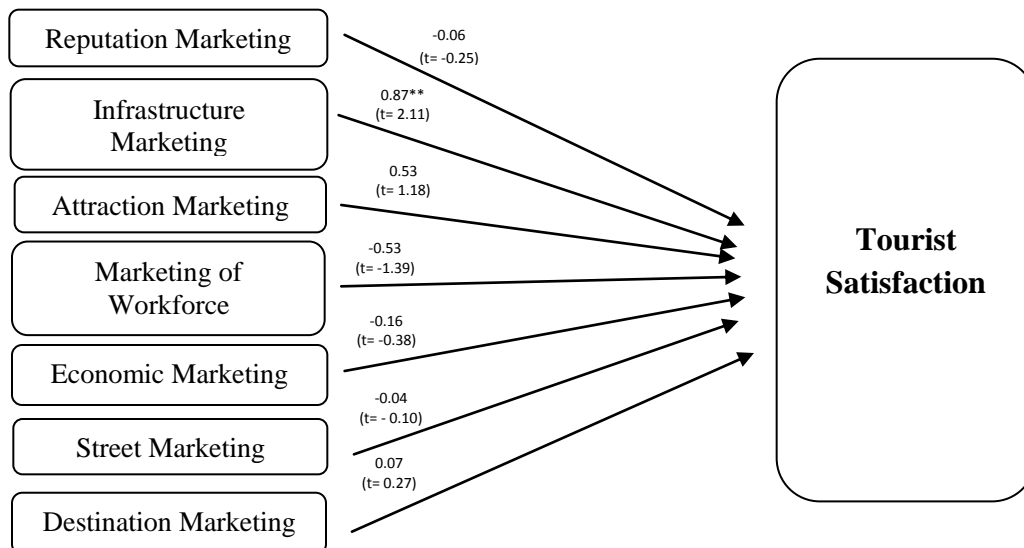 Reputation Marketing
-0.06
(t= -0.25)
Infrastructure
Marketing
0.87**
(t= 2.11)
Attraction Marketing
0.53
(t= 1.18)
Marketing of
Workforce
-0.53
(t= -1.39)
Economic Marketing
-0.16
(t= -0.38)
Street Marketing
-0.04
(t= - 0.10)
Destination Marketing
0.07
(t= 0.27)
Tourist
Satisfaction